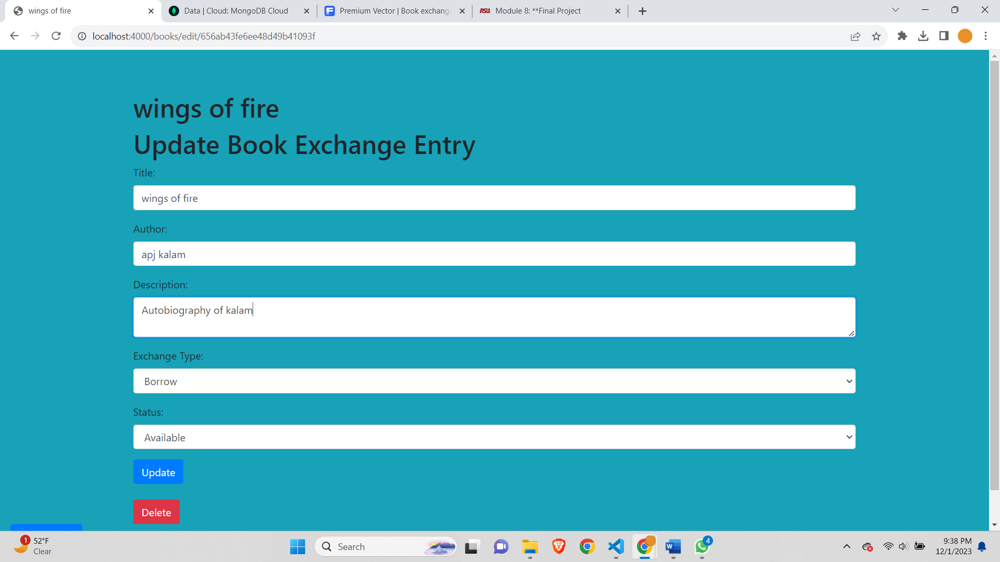 wings of fire
Data | Cloud: MongoDB Cloud
Premium Vector | Book exchang
ASU Module 8: **Final Project
localhost:4000/books/edit/656ab43fe6ee48d49b41093f
wings of fire
Update Book Exchange Entry
Title:
wings of fire
Author:
apj kalam
Description:
Autobiography of kalam
Exchange Type:
Borrow
Status:
Available
Update
Delete
1
52°F
Clear
Search
W
4
9:38 PM
12/1/2023